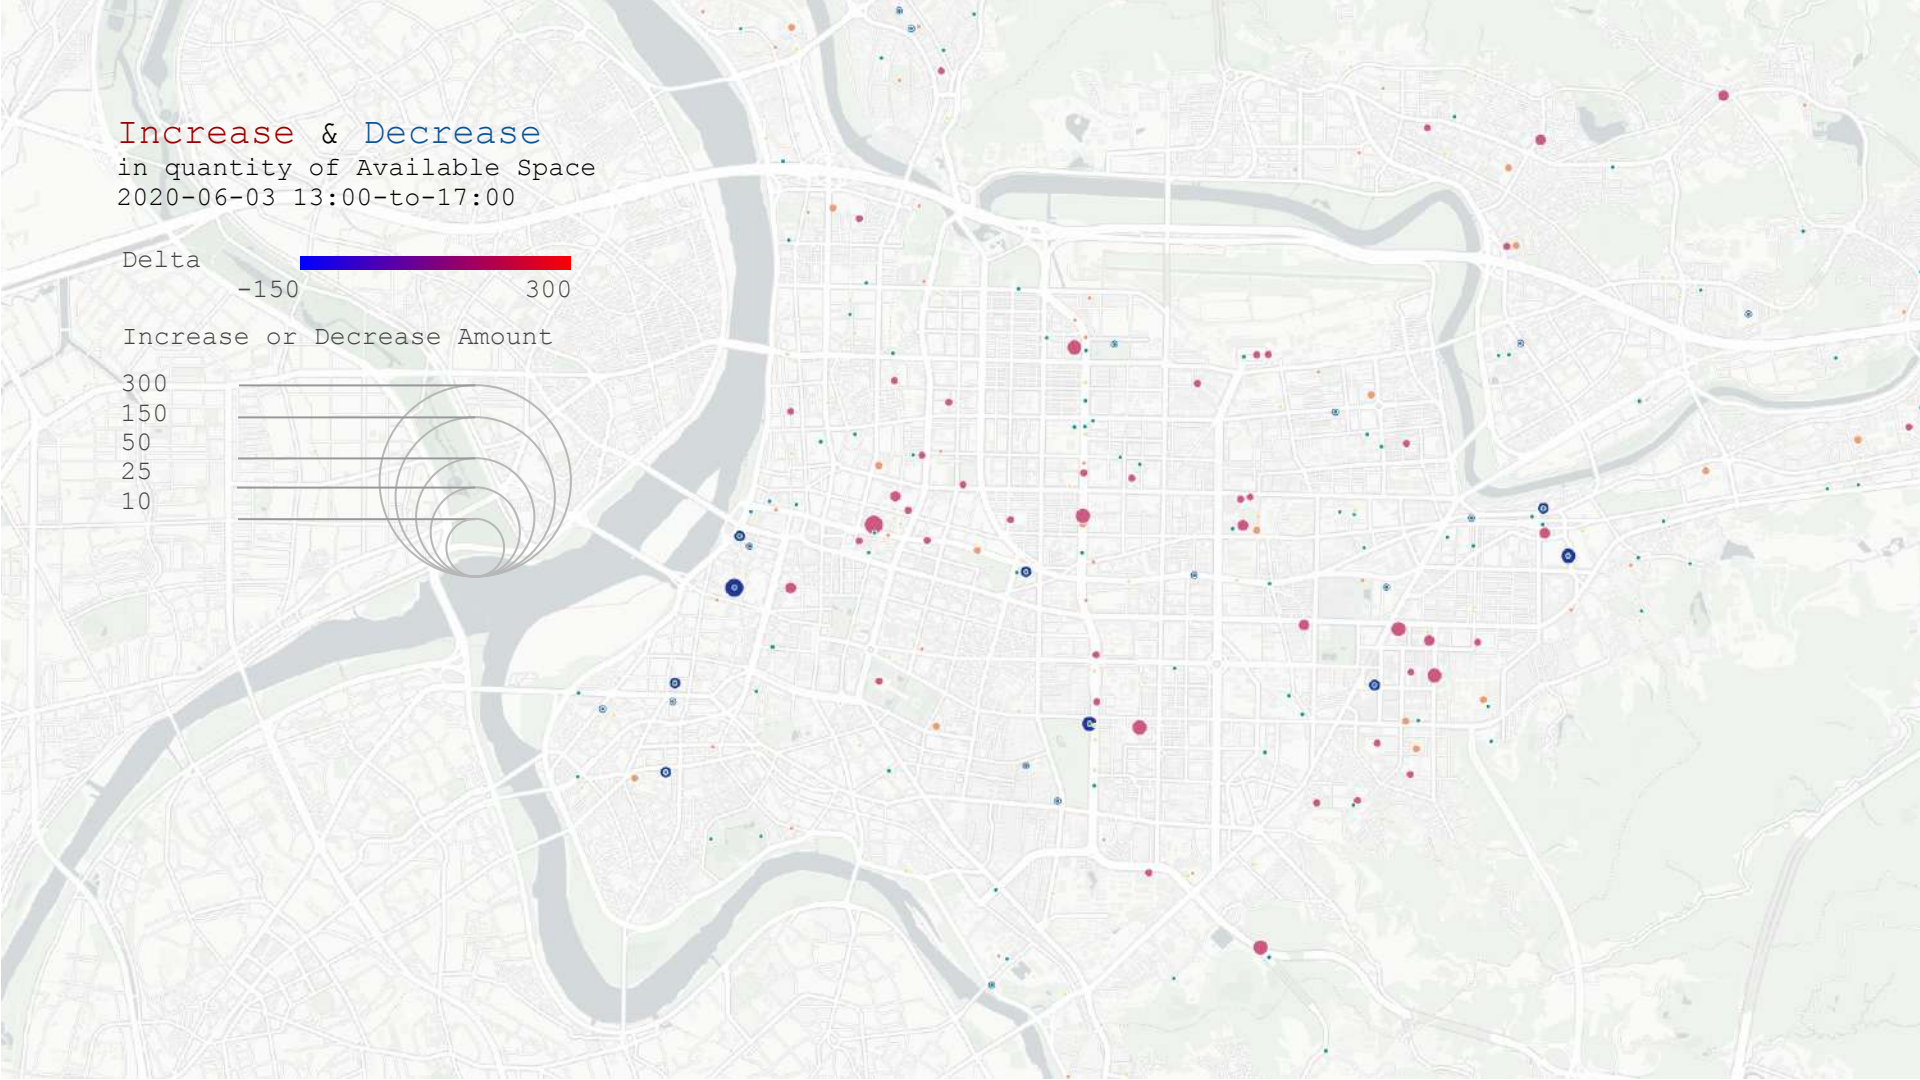 Increase & Decrease
in quantity of Available Space
2020-06-03 13:00-to-17:00
Delta
-150 300
Increase or Decrease Amount
300
150
50
25
10